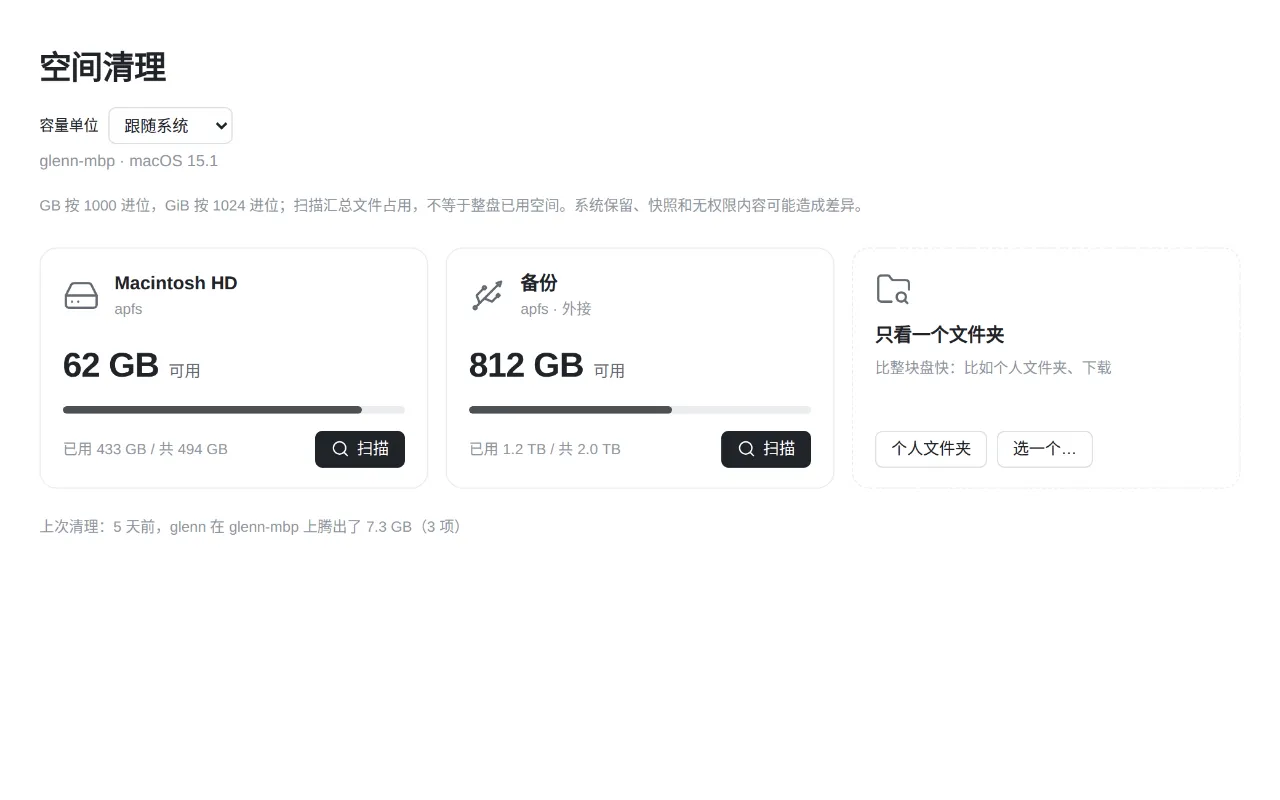 空间清理
容量单位 跟随系统
glenn-mbp · macOS 15.1
GB 按 1000 进位，GiB 按 1024 进位；扫描汇总文件占用，不等于整盘已用空间。系统保留、快照和无权限内容可能造成差异。
Macintosh HD
apfs
62 GB 可用
已用 433 GB / 共 494 GB
扫描
备份
apfs · 外接
812 GB 可用
已用 1.2 TB / 共 2.0 TB
扫描
只看一个文件夹
比整块盘快：比如个人文件夹、下载
个人文件夹
选一个…
上次清理：5 天前，glenn 在 glenn-mbp 上腾出了 7.3 GB（3 项）